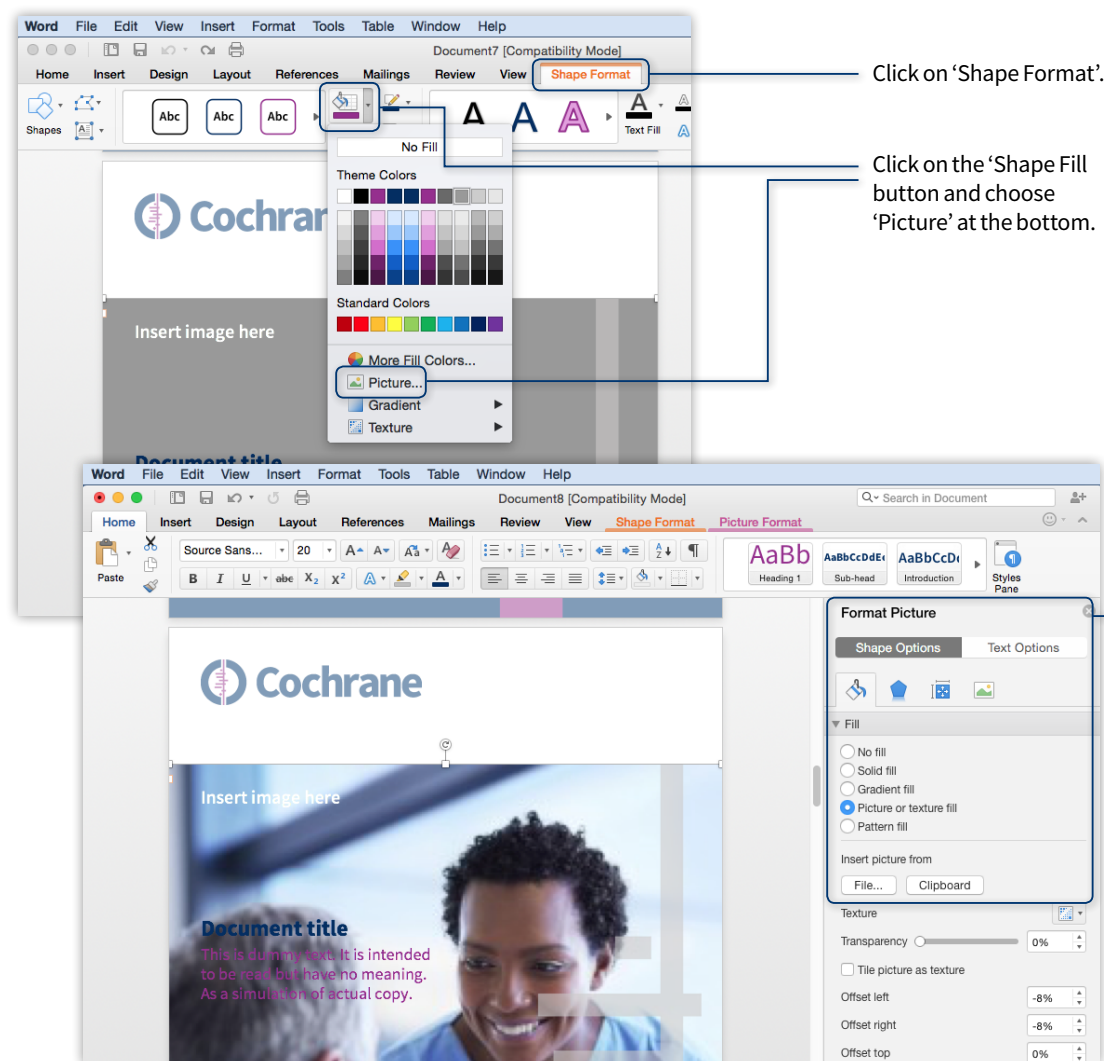 Word File Edit View Insert Format Tools Table Window Help
Document7 [Compatibility Mode]
Home Insert Design Layout References Mailings Review View Shape Format
Click on ‘Shape Format’.
Abc Abc Abc A A A A
Shapes A Text Fill A
No Fill
Theme Colors
Click on the ‘Shape Fill
button and choose
‘Picture’ at the bottom.
Cochran
Standard Colors
Insert image here
More Fill Colors...
Picture...
Gradient
Texture
Document title
Word File Edit View Insert Format Tools Table Window Help
Document8 [Compatibility Mode]
Search in Document
Home Insert Design Layout References Mailings Review View Shape Format Picture Format
Paste
Source Sans... 20 A A Aa A
B I U abc X2 X2 A A
AaBb AaBbCcDdEe AaBbCcDc
Heading 1 Sub-head Introduction Styles
Pane
Format Picture
Shape Options Text Options
Cochrane
Fill
No fill
Solid fill
Gradient fill
Picture or texture fill
Pattern fill
Insert picture from
File... Clipboard
Insert image here
Document title
This is dummy text. It is intended
to be read but have no meaning.
As a simulation of actual copy.
Texture
Transparency 0%
Tile picture as texture
Offset left -8%
Offset right -8%
Offset top 0%